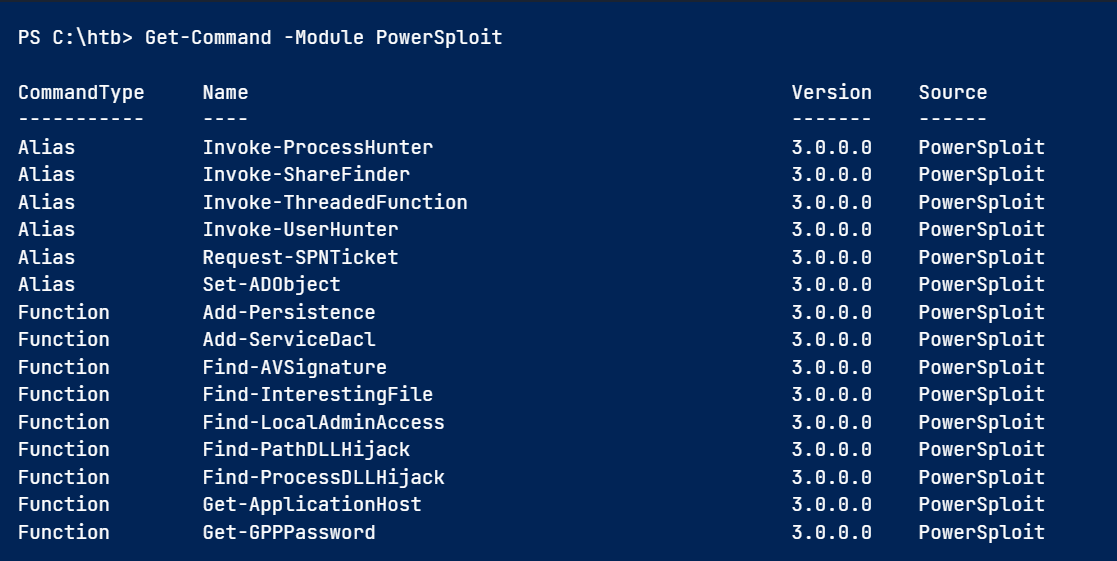 PS C:\htb> Get-Command -Module PowerSploit
CommandType Name Version Source
----------- ---- ------- ------
Alias Invoke-ProcessHunter 3.0.0.0 PowerSploit
Alias Invoke-ShareFinder 3.0.0.0 PowerSploit
Alias Invoke-ThreadedFunction 3.0.0.0 PowerSploit
Alias Invoke-UserHunter 3.0.0.0 PowerSploit
Alias Request-SPNTicket 3.0.0.0 PowerSploit
Alias Set-ADObject 3.0.0.0 PowerSploit
Function Add-Persistence 3.0.0.0 PowerSploit
Function Add-ServiceDacl 3.0.0.0 PowerSploit
Function Find-AVSignature 3.0.0.0 PowerSploit
Function Find-InterestingFile 3.0.0.0 PowerSploit
Function Find-LocalAdminAccess 3.0.0.0 PowerSploit
Function Find-PathDLLHijack 3.0.0.0 PowerSploit
Function Find-ProcessDLLHijack 3.0.0.0 PowerSploit
Function Get-ApplicationHost 3.0.0.0 PowerSploit
Function Get-GPPPassword 3.0.0.0 PowerSploit